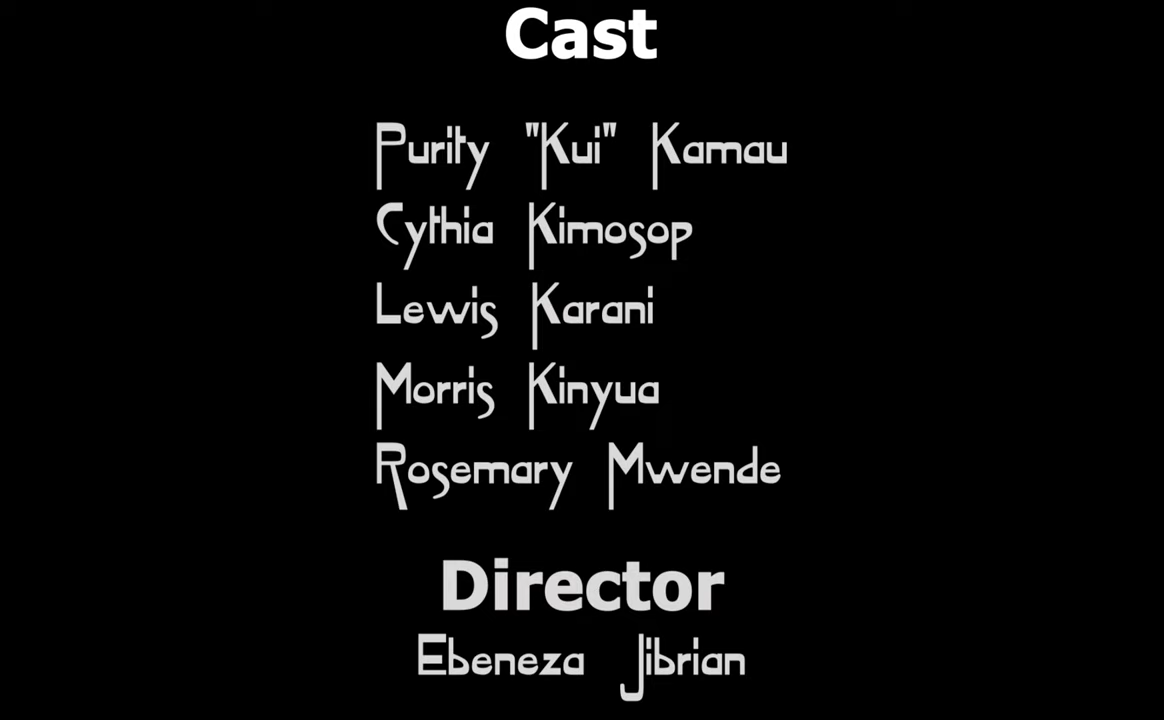 Cast
Purity "Kui" Kamau
Cythia Kimosop
Lewis Karani
Morris Kinyua
Rosemary Mwende
Director
Ebeneza Jibrian